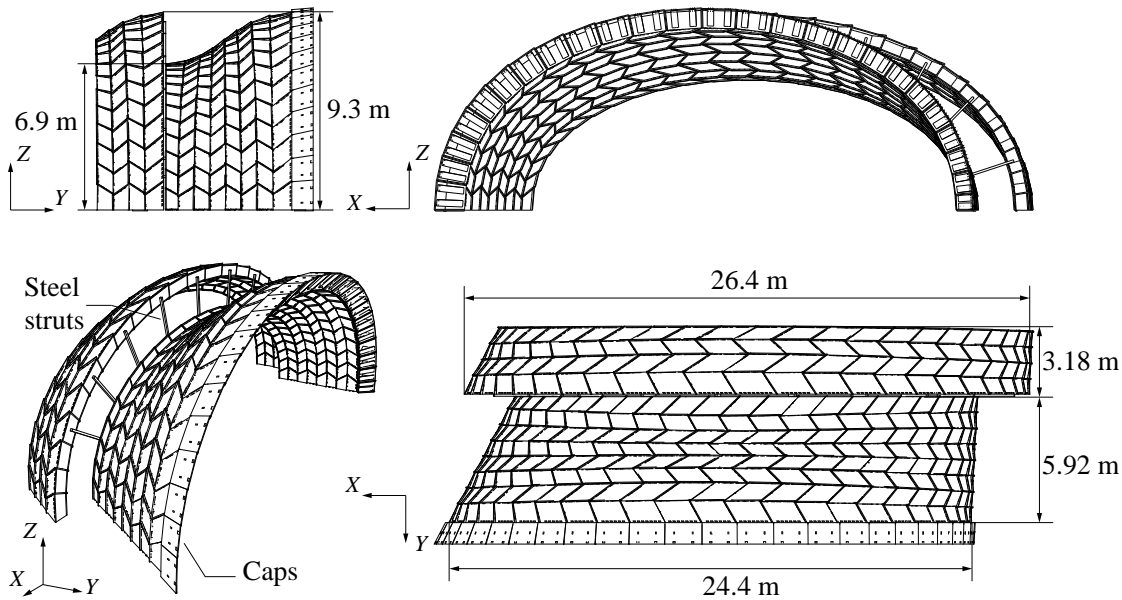 6.9 m
9.3 m
Z
Y
Z
X
Steel
struts
Z
X
Y
Caps
26.4 m
3.18 m
5.92 m
X
Y
24.4 m